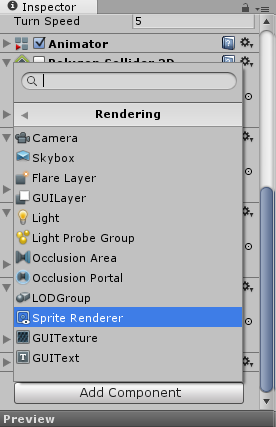 Inspector
Turn Speed 5
Animator
Polygon Collider 2D
Rendering
Camera
Skybox
Flare Layer
GUILayer
Light
Light Probe Group
Occlusion Area
Occlusion Portal
LODGroup
Sprite Renderer
GUITexture
GUIText
Add Component
Preview